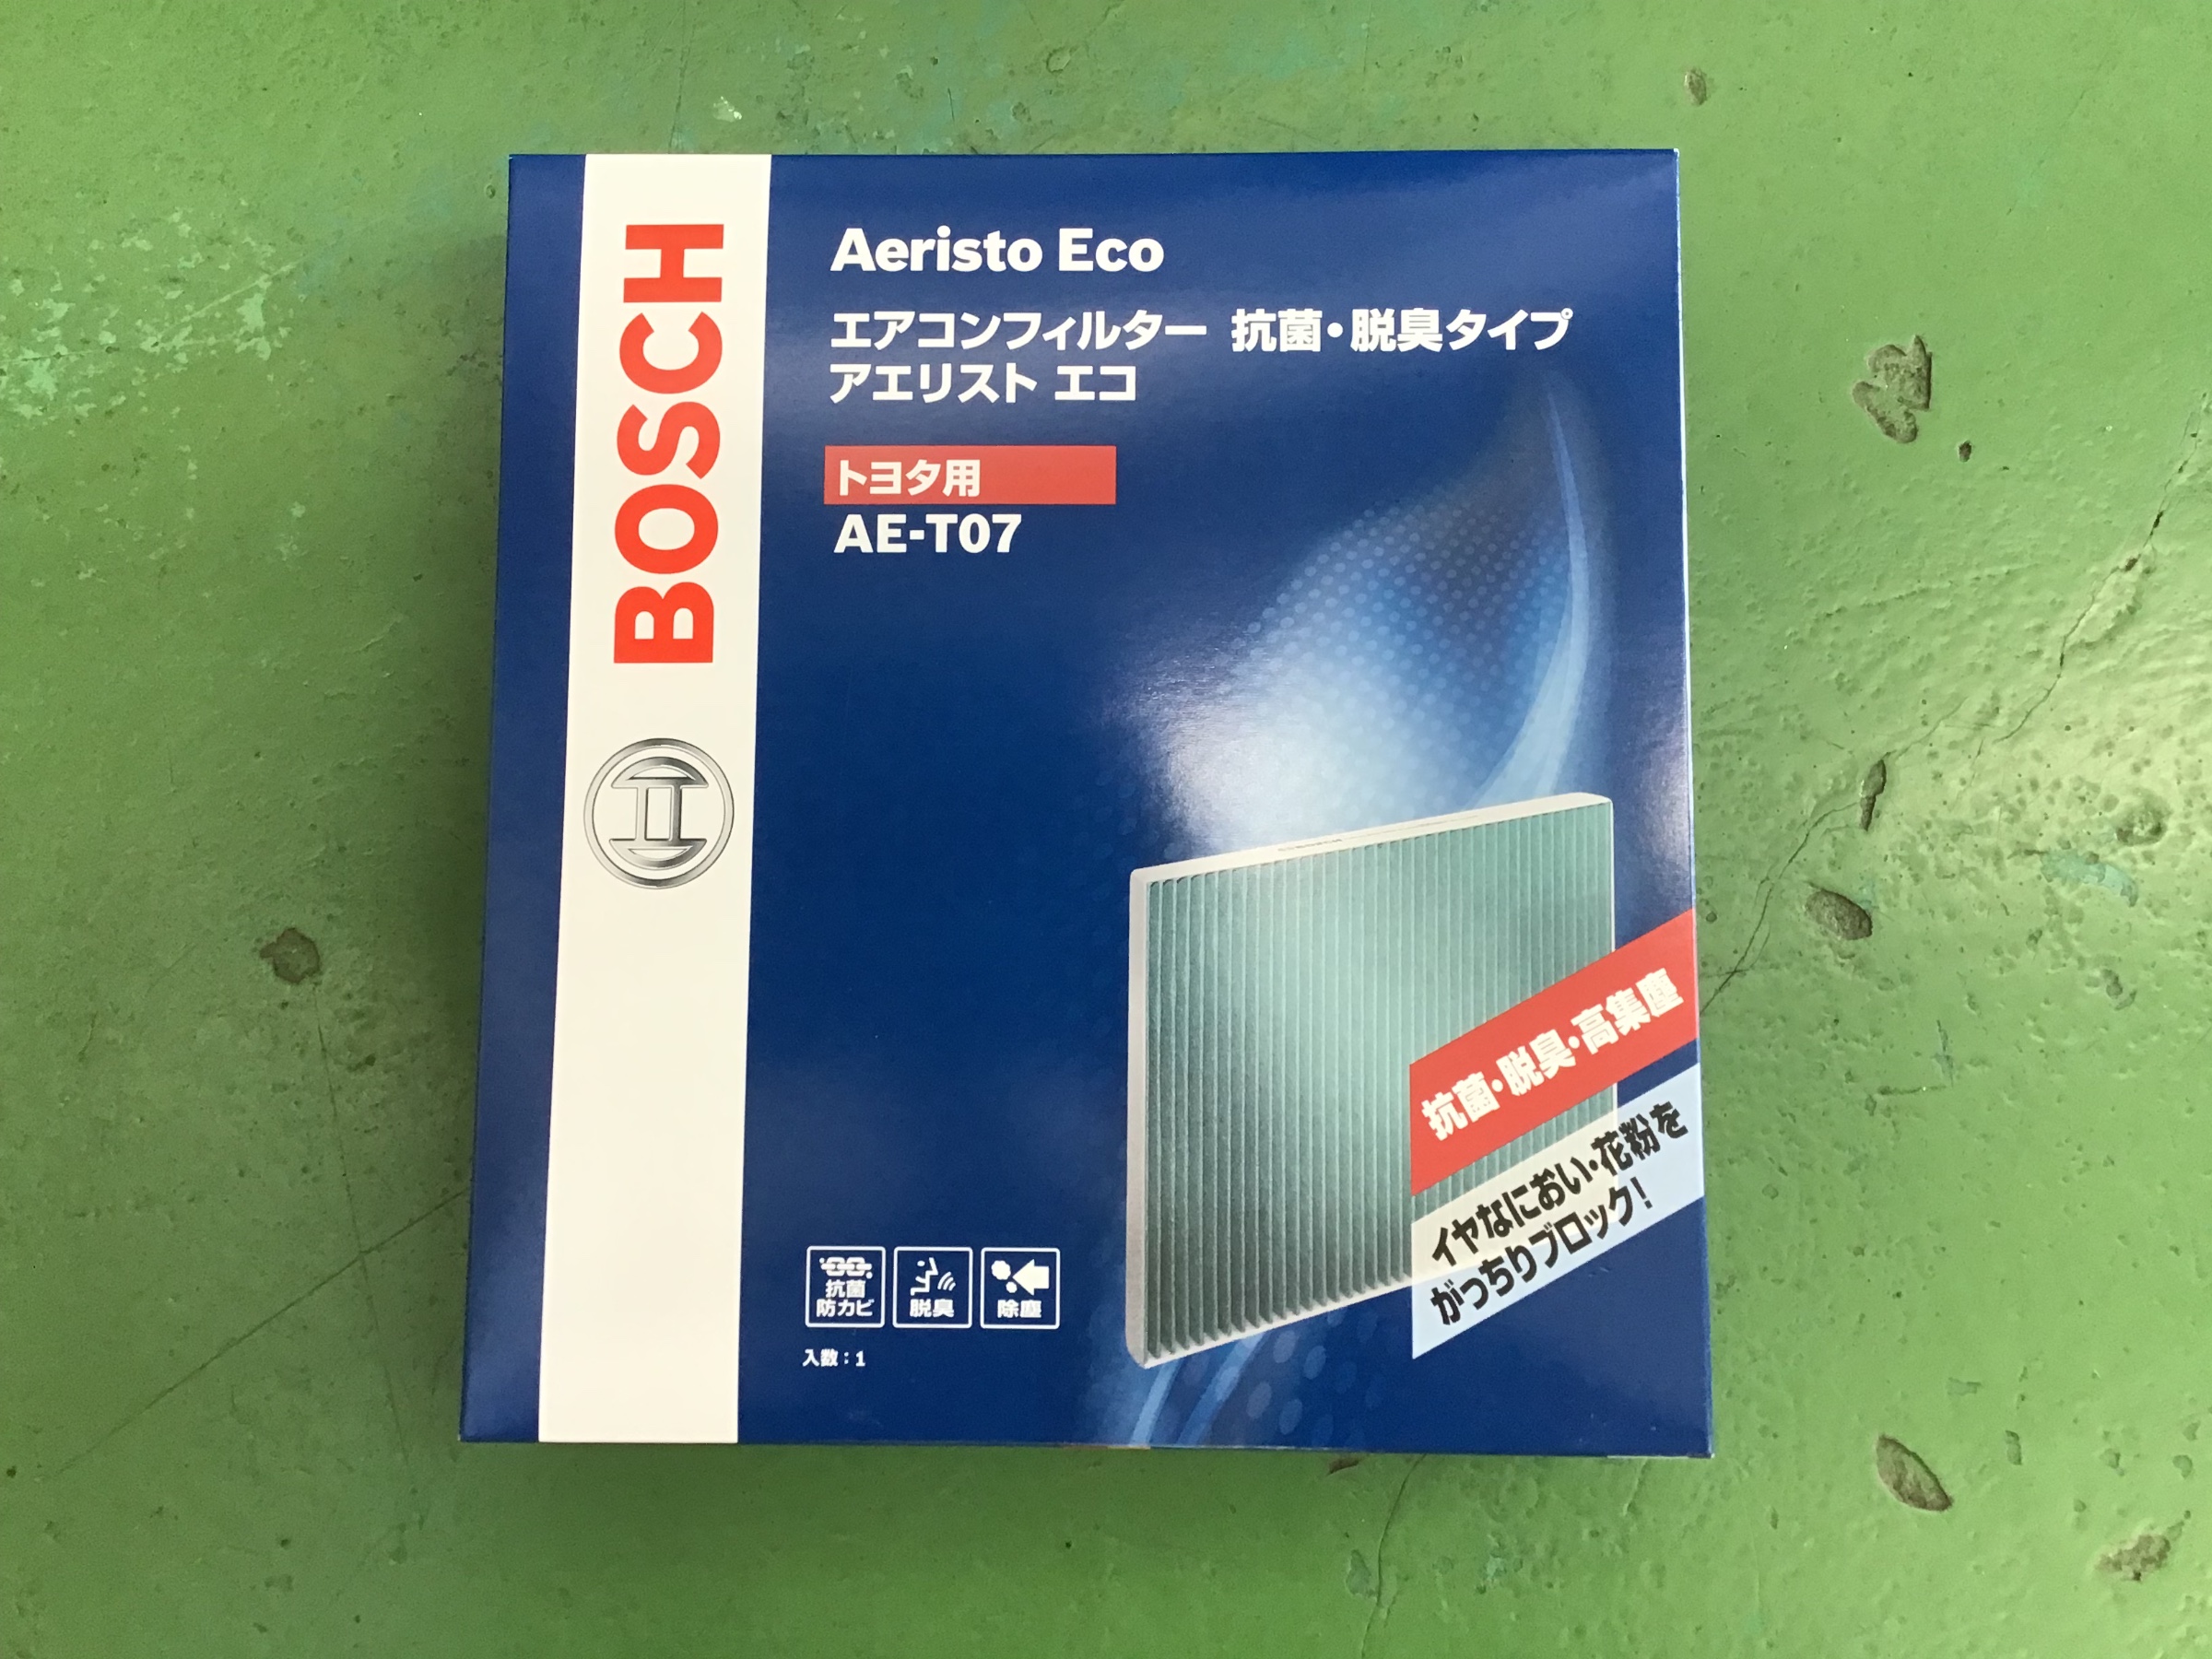 BOSCH
Aeristo Eco
エアコンフィルター 抗菌・脱臭タイプ
アエリスト エコ
トヨタ用
AE-T07
抗菌・脱臭・高集塵
イヤなにおい・花粉を
がっちりブロック!
抗菌
防カビ
脱臭
除塵
入数：1